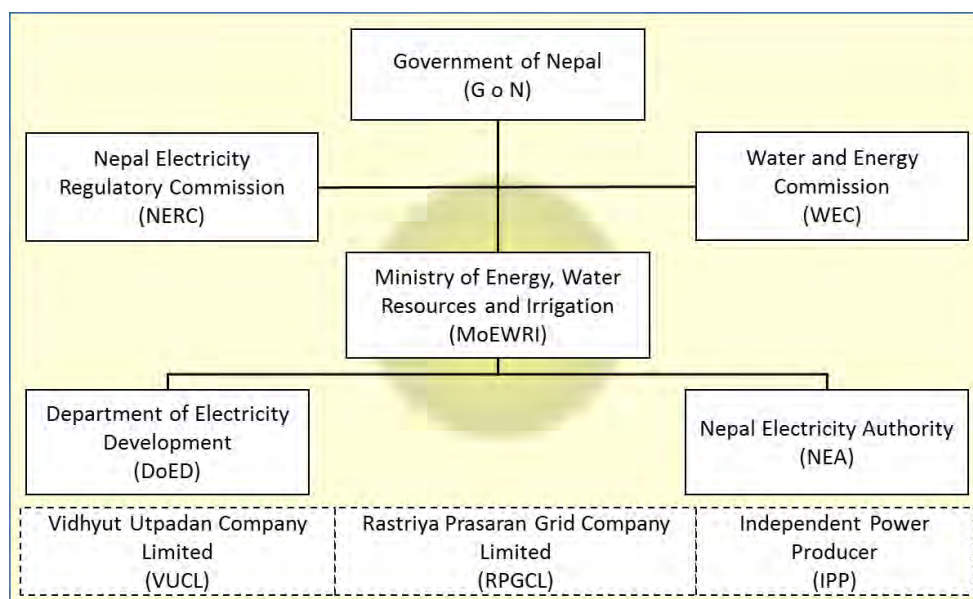 Government of Nepal
(G o N)
Nepal Electricity
Regulatory Commission
(NERC)
Water and Energy
Commission
(WEC)
Ministry of Energy, Water
Resources and Irrigation
(MoEWRI)
Department of Electricity
Development
(DoED)
Nepal Electricity Authority
(NEA)
Vidhyut Utpadan Company
Limited
(VUCL)
Rastriya Prasaran Grid Company
Limited
(RPGCL)
Independent Power
Producer
(IPP)